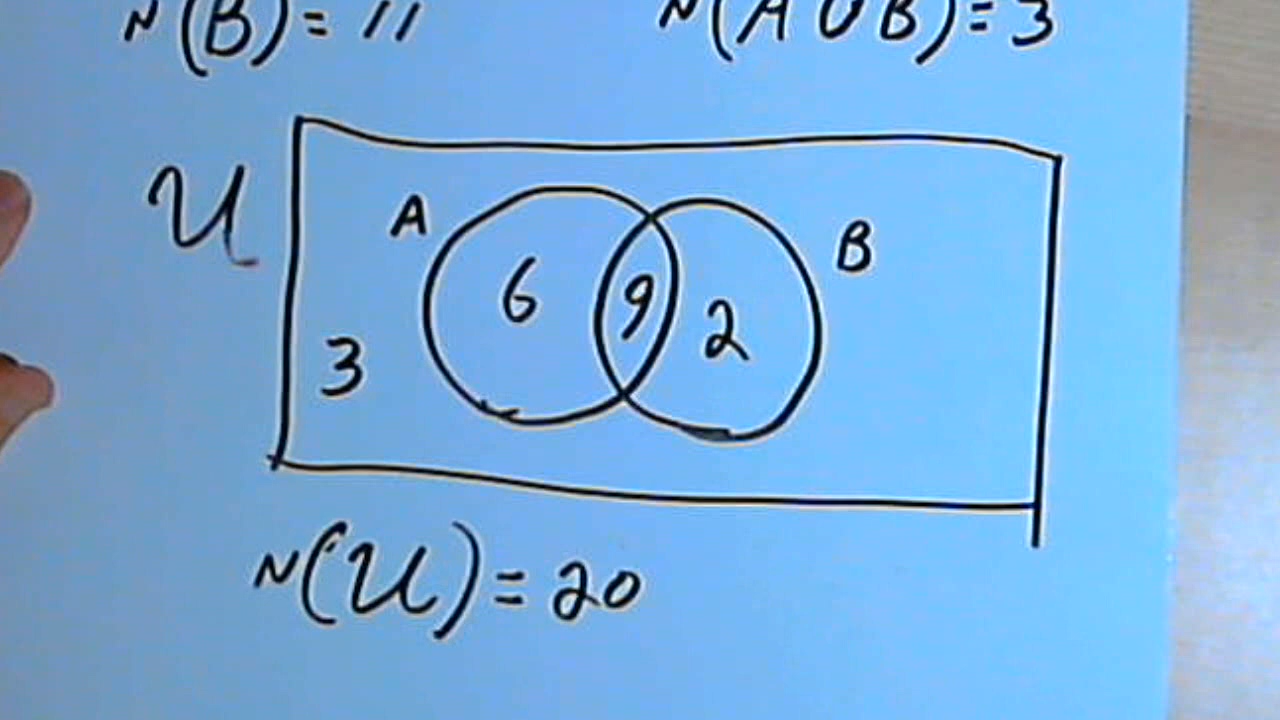 n(B) = 11 n(A ∪ B) = 3
U
A
B
6 9 2
3
n(U) = 20